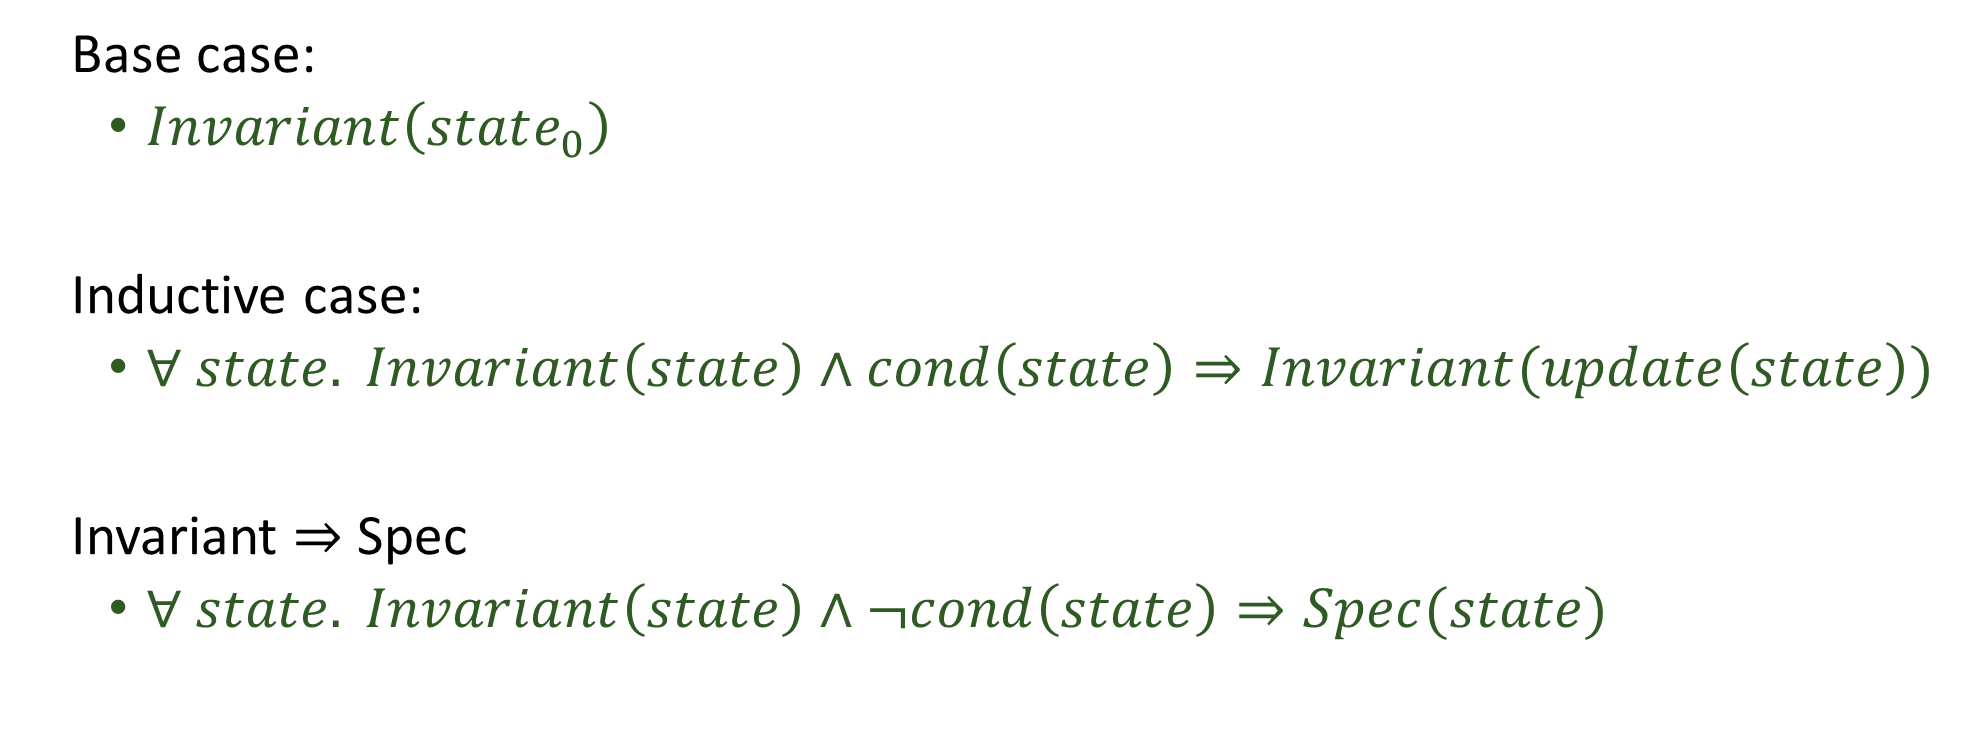 Base case:
• Invariant(state₀)
Inductive case:
• ∀ state. Invariant(state) ∧ cond(state) ⇒ Invariant(update(state))
Invariant ⇒ Spec
• ∀ state. Invariant(state) ∧ ¬cond(state) ⇒ Spec(state)